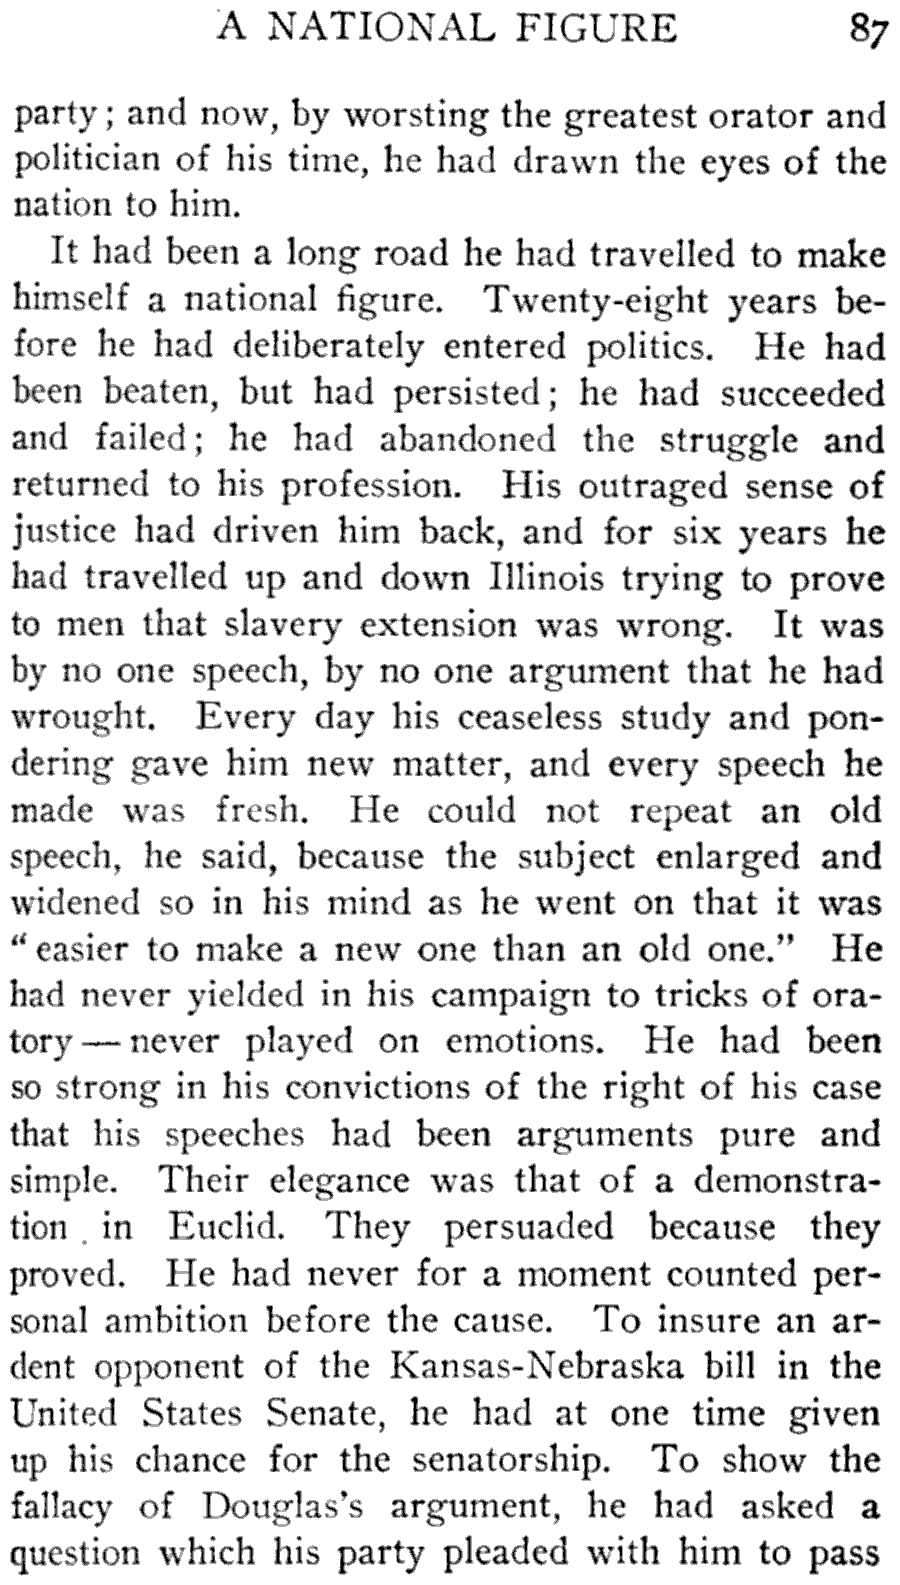 A NATIONAL FIGURE 87
party; and now, by worsting the greatest orator and
politician of his time, he had drawn the eyes of the
nation to him.
It had been a long road he had travelled to make
himself a national figure. Twenty-eight years be-
fore he had deliberately entered politics. He had
been beaten, but had persisted; he had succeeded
and failed; he had abandoned the struggle and
returned to his profession. His outraged sense of
justice had driven him back, and for six years he
had travelled up and down Illinois trying to prove
to men that slavery extension was wrong. It was
by no one speech, by no one argument that he had
wrought. Every day his ceaseless study and pon-
dering gave him new matter, and every speech he
made was fresh. He could not repeat an old
speech, he said, because the subject enlarged and
widened so in his mind as he went on that it was
"easier to make a new one than an old one." He
had never yielded in his campaign to tricks of ora-
tory — never played on emotions. He had been
so strong in his convictions of the right of his case
that his speeches had been arguments pure and
simple. Their elegance was that of a demonstra-
tion in Euclid. They persuaded because they
proved. He had never for a moment counted per-
sonal ambition before the cause. To insure an ar-
dent opponent of the Kansas-Nebraska bill in the
United States Senate, he had at one time given
up his chance for the senatorship. To show the
fallacy of Douglas's argument, he had asked a
question which his party pleaded with him to pass